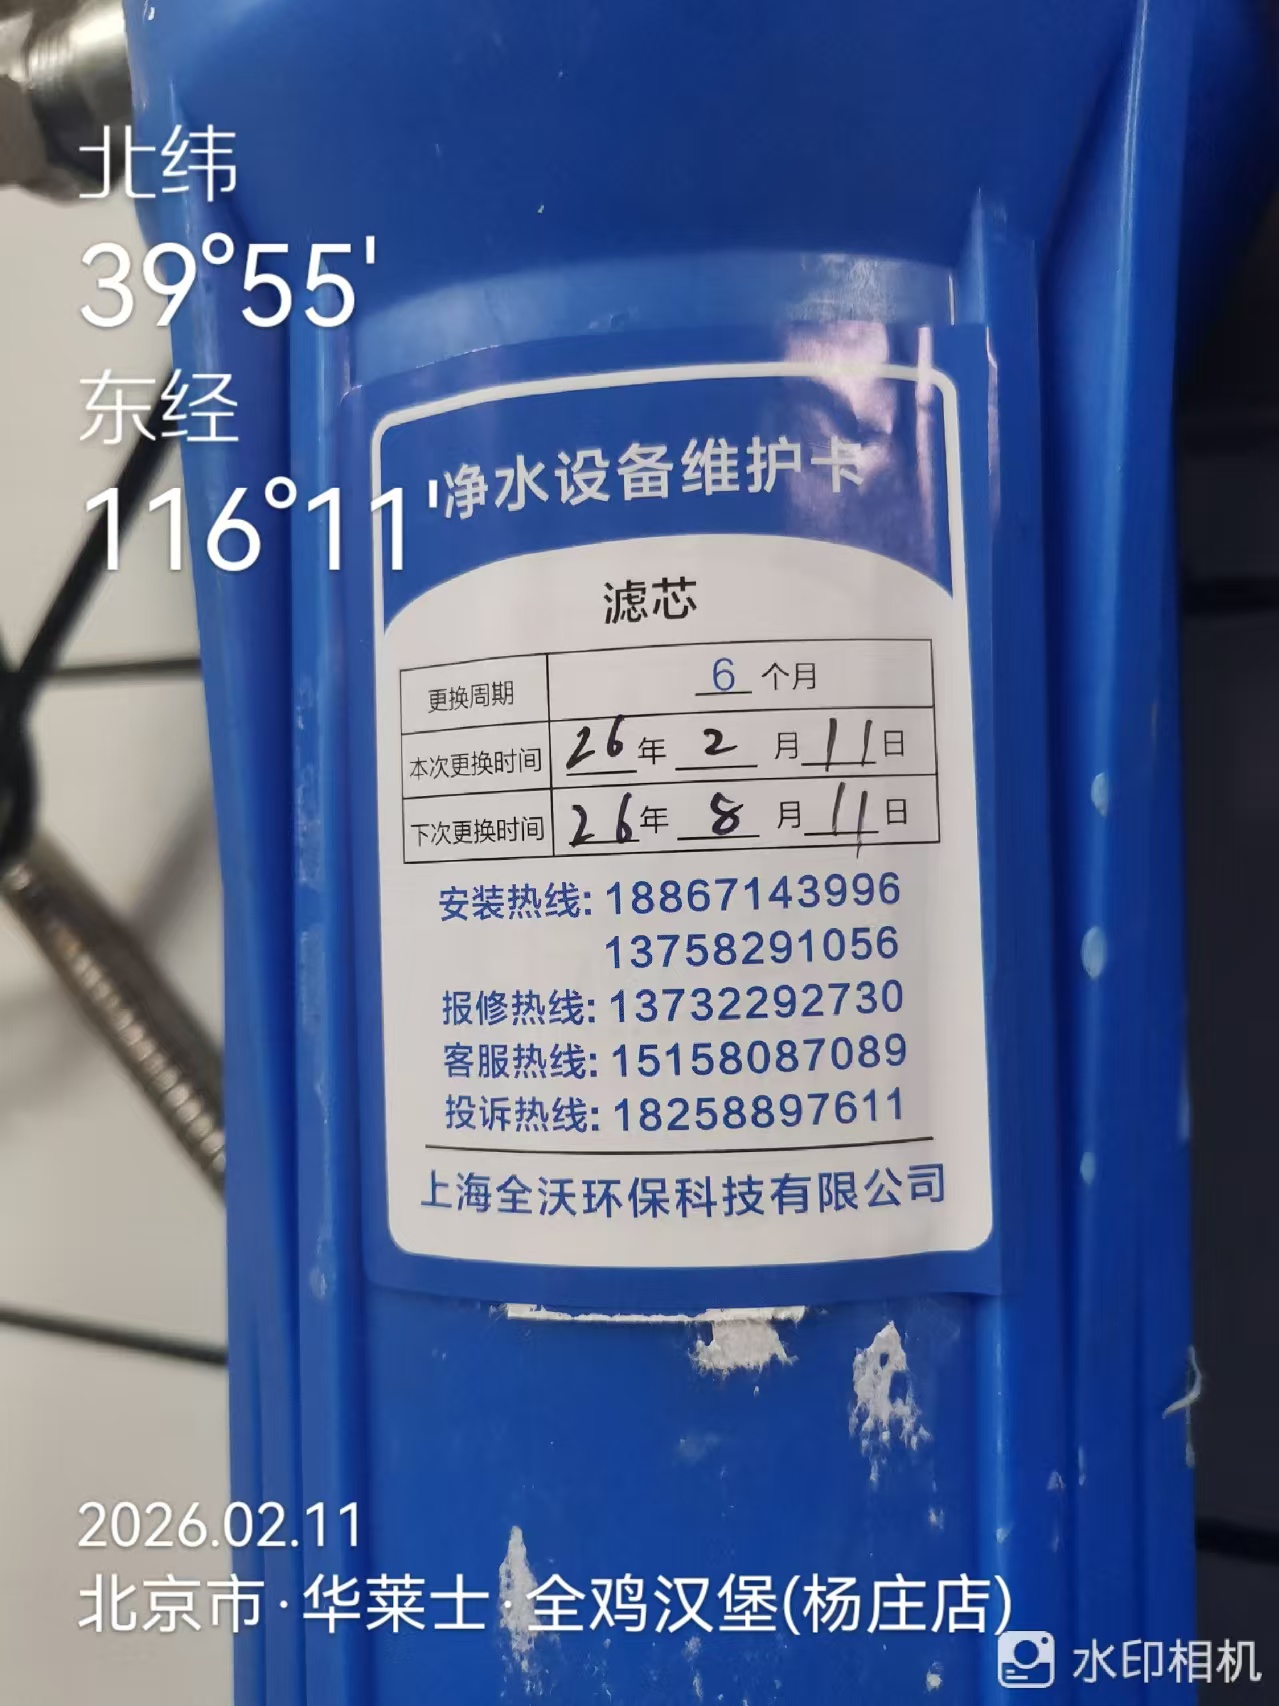 北纬
39°55'
东经
116°11'
净水设备维护卡
滤芯
更换周期 6 个月
本次更换时间 26年 2 月 11 日
下次更换时间 26年 8 月 11 日
安装热线: 18867143996
13758291056
报修热线: 13732292730
客服热线: 15158087089
投诉热线: 18258897611
上海全沃环保科技有限公司
2026.02.11
北京市·华莱士·全鸡汉堡(杨庄店)
水印相机